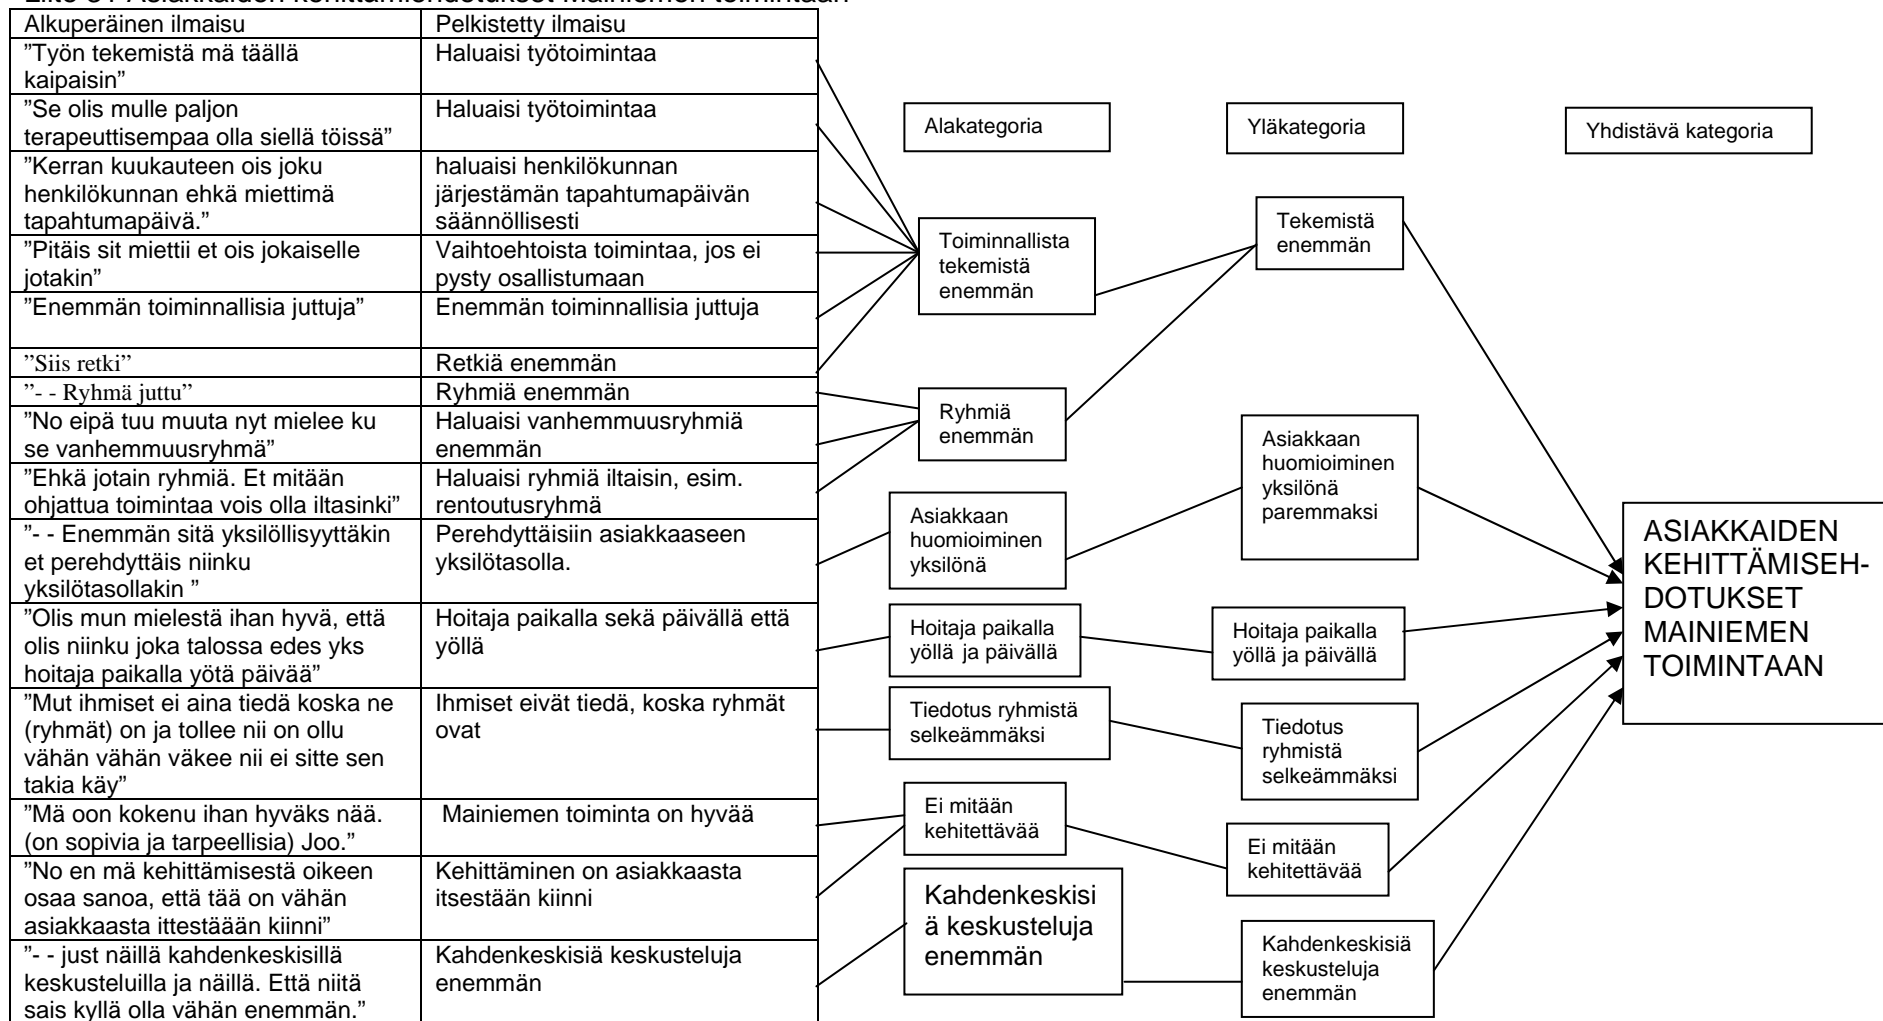 Alkuperäinen ilmaisu
Pelkistetty ilmaisu
”Työn tekemistä mä täällä
kaipaisin”
Haluaisi työtoimintaa
”Se olis mulle paljon
terapeuttisempaa olla siellä töissä”
Haluaisi työtoimintaa
”Kerran kuukauteen ois joku
henkilökunnan ehkä miettimä
tapahtumapäivä.”
haluaisi henkilökunnan
järjestämän tapahtumapäivän
säännöllisesti
”Pitäis sit miettii et ois jokaiselle
jotakin”
Vaihtoehtoista toimintaa, jos ei
pysty osallistumaan
”Enemmän toiminnallisia juttuja”
Enemmän toiminnallisia juttuja
”Siis retki”
Retkiä enemmän
”- - Ryhmä juttu”
Ryhmiä enemmän
”No eipä tuu muuta nyt mielee ku
se vanhemmuusryhmä”
Haluaisi vanhemmuusryhmiä
enemmän
”Ehkä jotain ryhmiä. Et mitään
ohjattua toimintaa vois olla iltasinki”
Haluaisi ryhmiä iltaisin, esim.
rentoutusryhmä
”- - Enemmän sitä yksilöllisyyttäkin
et perehdyttäis niinku
yksilötasollakin ”
Perehdyttäisiin asiakkaaseen
yksilötasolla.
”Olis mun mielestä ihan hyvä, että
olis niinku joka talossa edes yks
hoitaja paikalla yötä päivää”
Hoitaja paikalla sekä päivällä että
yöllä
”Mut ihmiset ei aina tiedä koska ne
(ryhmät) on ja tollee nii on ollu
vähän vähän väkee nii ei sitte sen
takia käy”
Ihmiset eivät tiedä, koska ryhmät
ovat
”Mä oon kokenu ihan hyväks nää.
(on sopivia ja tarpeellisia) Joo.”
Mainiemen toiminta on hyvää
”No en mä kehittämisestä oikeen
osaa sanoa, että tää on vähän
asiakkaasta ittestäään kiinni”
Kehittäminen on asiakkaasta
itsestään kiinni
”- - just näillä kahdenkeskisillä
keskusteluilla ja näillä. Että niitä
sais kyllä olla vähän enemmän.”
Kahdenkeskisiä keskusteluja
enemmän
Alakategoria
Toiminnallista
tekemistä
enemmän
Ryhmiä
enemmän
Asiakkaan
huomioiminen
yksilönä
Hoitaja paikalla
yöllä ja päivällä
Tiedotus ryhmistä
selkeämmäksi
Ei mitään
kehitettävää
Kahdenkeskisi
ä keskusteluja
enemmän
Yläkategoria
Tekemistä
enemmän
Asiakkaan
huomioiminen
yksilönä
paremmaksi
Hoitaja paikalla
yöllä ja päivällä
Tiedotus
ryhmistä
selkeämmäksi
Ei mitään
kehitettävää
Kahdenkeskisiä
keskusteluja
enemmän
Yhdistävä kategoria
ASIAKKAIDEN
KEHITTÄMISEH-
DOTUKSET
MAINIEMEN
TOIMINTAAN